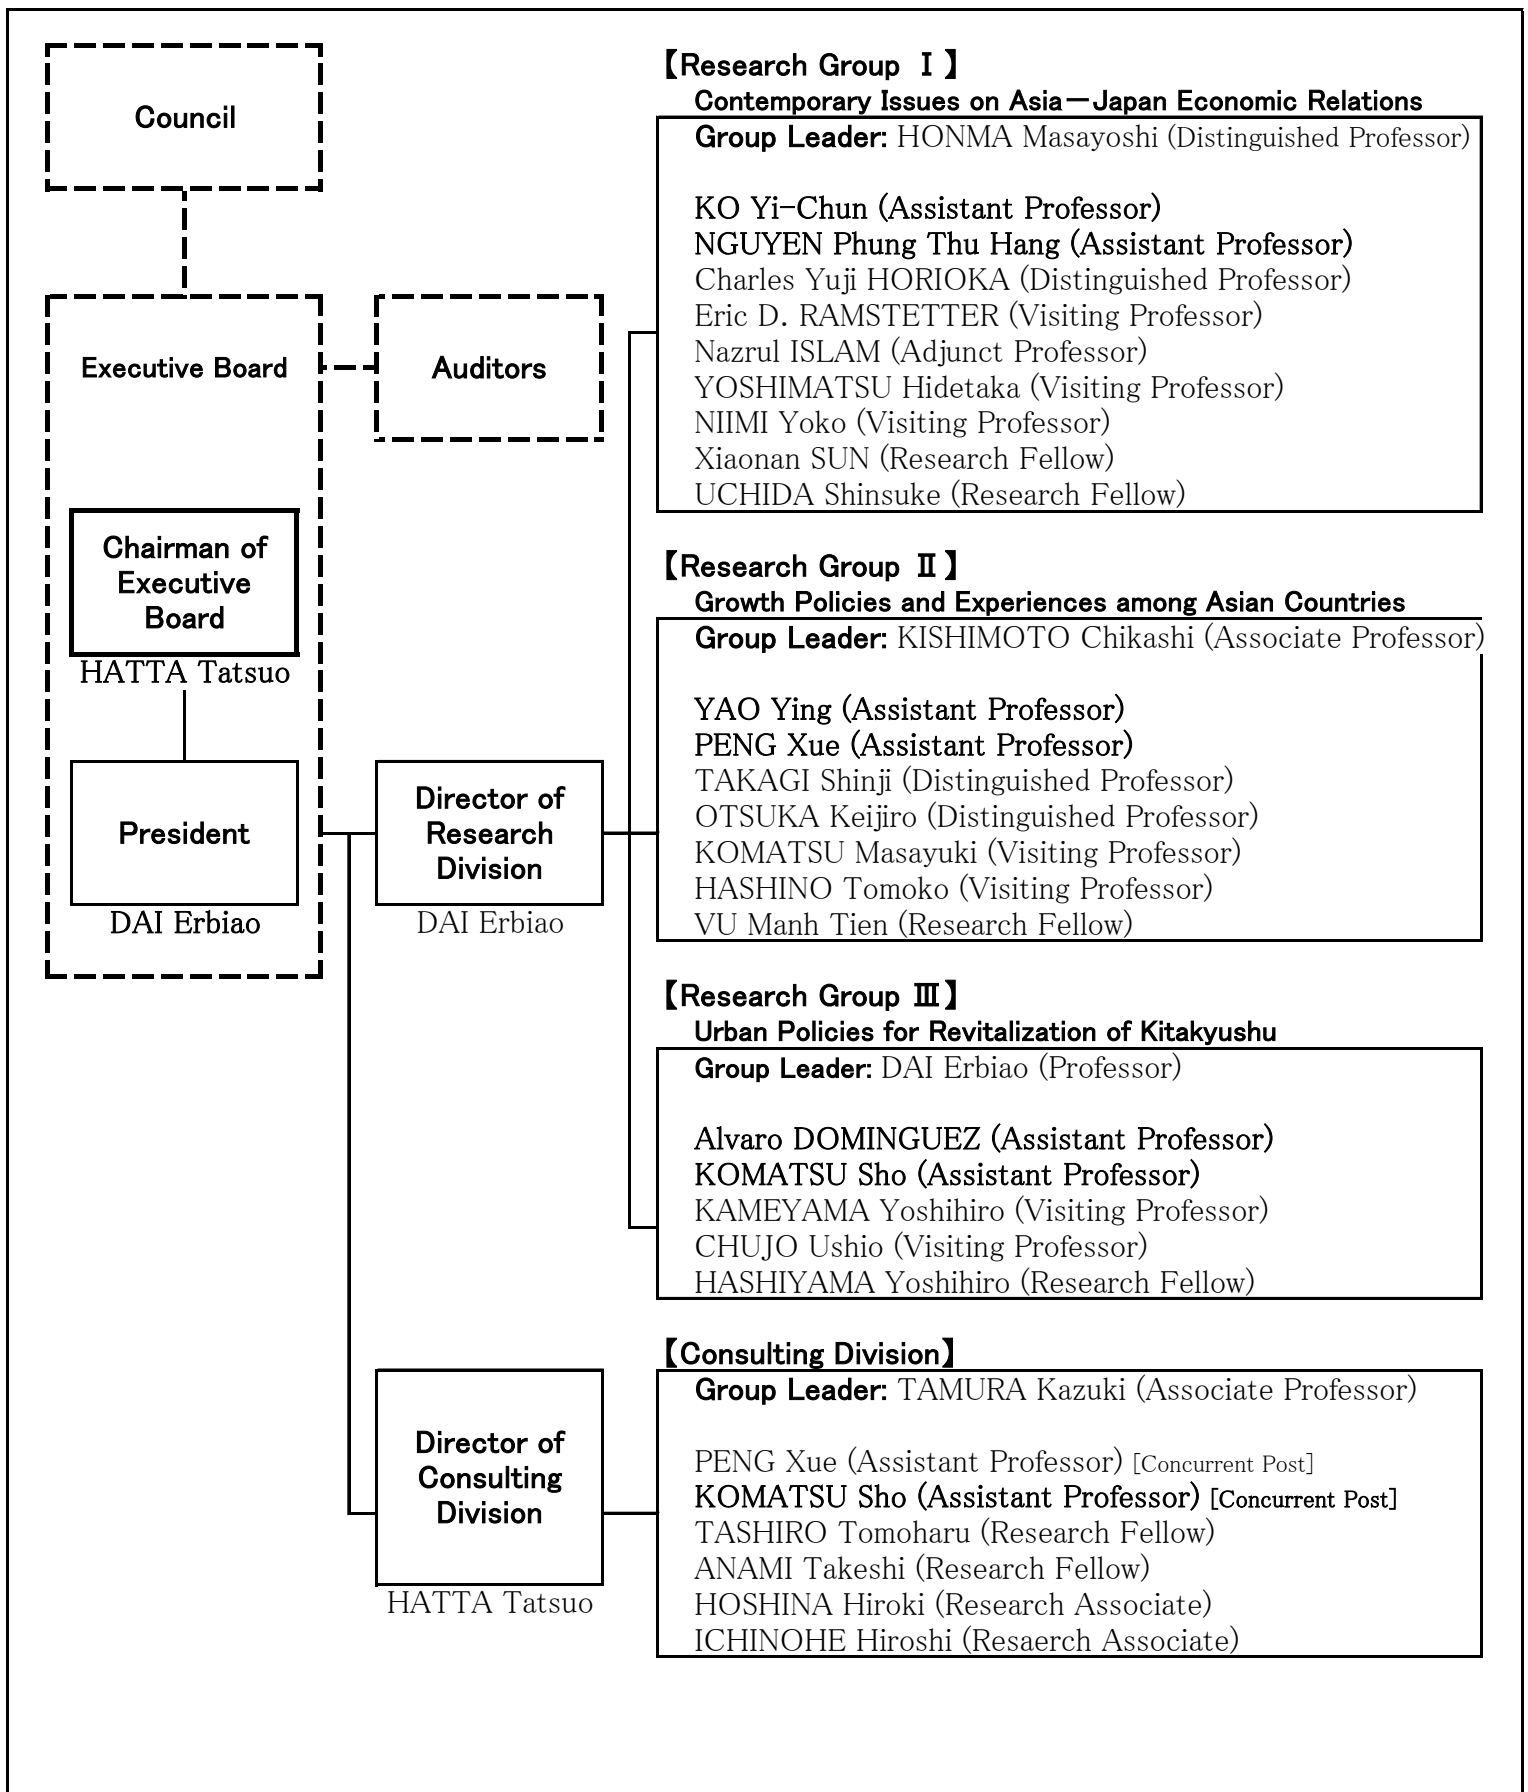 Council
Executive Board
Auditors
Chairman of
Executive
Board
HATTA Tatsuo
President
DAI Erbiao
Director of
Research
Division
DAI Erbiao
Director of
Consulting
Division
HATTA Tatsuo
【Research Group Ⅰ】
Contemporary Issues on Asia－Japan Economic Relations
Group Leader: HONMA Masayoshi (Distinguished Professor)
KO Yi-Chun (Assistant Professor)
NGUYEN Phung Thu Hang (Assistant Professor)
Charles Yuji HORIOKA (Distinguished Professor)
Eric D. RAMSTETTER (Visiting Professor)
Nazrul ISLAM (Adjunct Professor)
YOSHIMATSU Hidetaka (Visiting Professor)
NIIMI Yoko (Visiting Professor)
Xiaonan SUN (Research Fellow)
UCHIDA Shinsuke (Research Fellow)
【Research Group Ⅱ】
Growth Policies and Experiences among Asian Countries
Group Leader: KISHIMOTO Chikashi (Associate Professor)
YAO Ying (Assistant Professor)
PENG Xue (Assistant Professor)
TAKAGI Shinji (Distinguished Professor)
OTSUKA Keijiro (Distinguished Professor)
KOMATSU Masayuki (Visiting Professor)
HASHINO Tomoko (Visiting Professor)
VU Manh Tien (Research Fellow)
【Research Group Ⅲ】
Urban Policies for Revitalization of Kitakyushu
Group Leader: DAI Erbiao (Professor)
Alvaro DOMINGUEZ (Assistant Professor)
KOMATSU Sho (Assistant Professor)
KAMEYAMA Yoshihiro (Visiting Professor)
CHUJO Ushio (Visiting Professor)
HASHIYAMA Yoshihiro (Research Fellow)
【Consulting Division】
Group Leader: TAMURA Kazuki (Associate Professor)
PENG Xue (Assistant Professor) [Concurrent Post]
KOMATSU Sho (Assistant Professor) [Concurrent Post]
TASHIRO Tomoharu (Research Fellow)
ANAMI Takeshi (Research Fellow)
HOSHINA Hiroki (Research Associate)
ICHINOHE Hiroshi (Resaerch Associate)